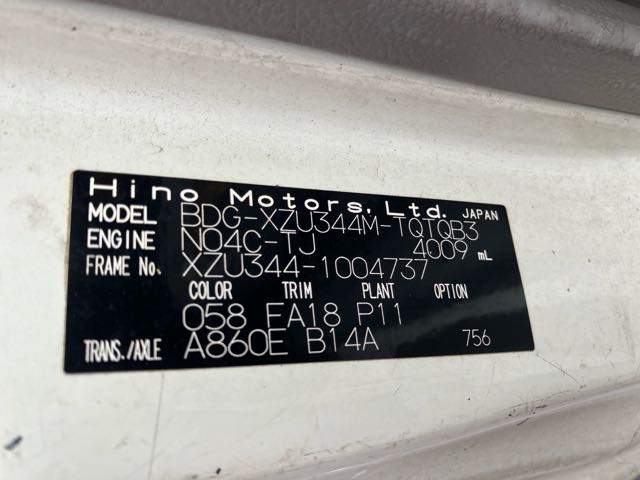 Hino Motors, Ltd. JAPAN
MODEL BDG-XZU344M-TQTQB3
ENGINE N04C-TJ 4009 mL
FRAME No. XZU344-1004737
COLOR TRIM PLANT OPTION
058 FA18 P11
TRANS./AXLE A860E B14A 756